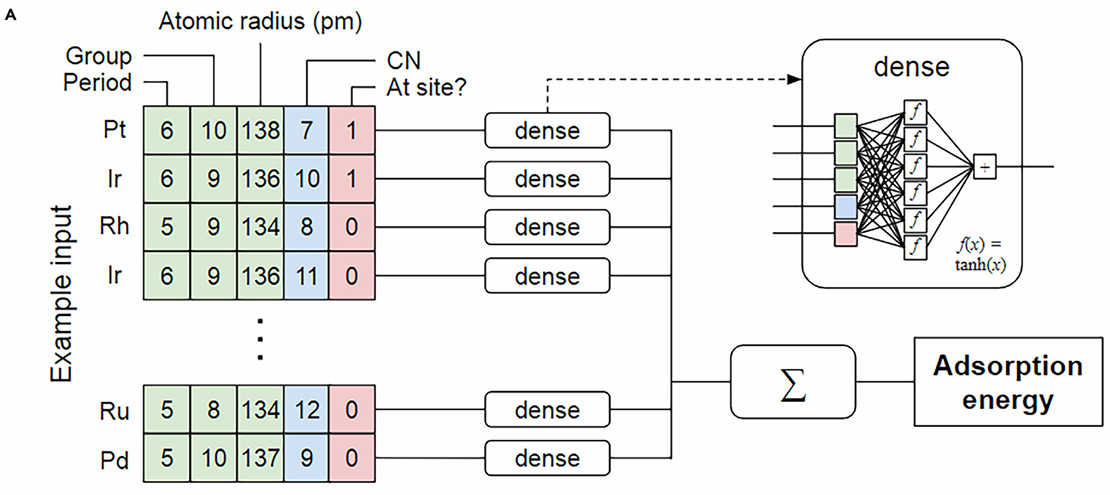 A
Atomic radius (pm)
Group
Period
CN
At site?
Example input
Pt 6 10 138 7 1 dense
Ir 6 9 136 10 1 dense
Rh 5 9 134 8 0 dense
Ir 6 9 136 11 0 dense
Ru 5 8 134 12 0 dense
Pd 5 10 137 9 0 dense
dense
f
f
f
f
f
f
+
f(x) =
tanh(x)
∑
Adsorption
energy